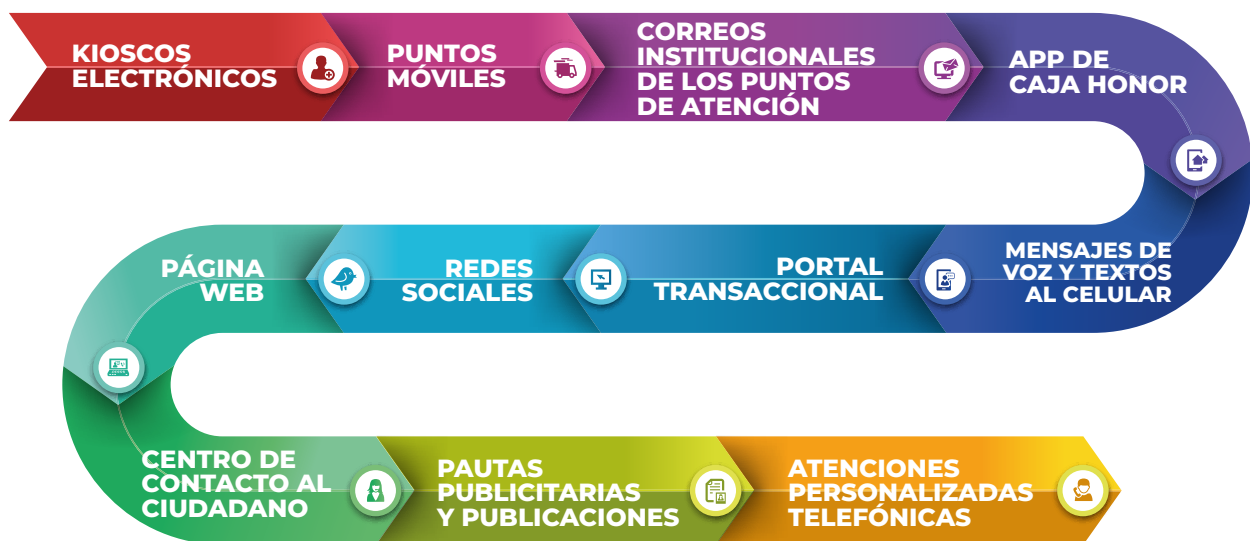 KIOSCOS
ELECTRÓNICOS
PUNTOS
MÓVILES
CORREOS
INSTITUCIONALES
DE LOS PUNTOS
DE ATENCIÓN
APP DE
CAJA HONOR
MENSAJES DE
VOZ Y TEXTOS
AL CELULAR
PORTAL
TRANSACCIONAL
REDES
SOCIALES
PÁGINA
WEB
CENTRO DE
CONTACTO AL
CIUDADANO
PAUTAS
PUBLICITARIAS
Y PUBLICACIONES
ATENCIONES
PERSONALIZADAS
TELEFÓNICAS